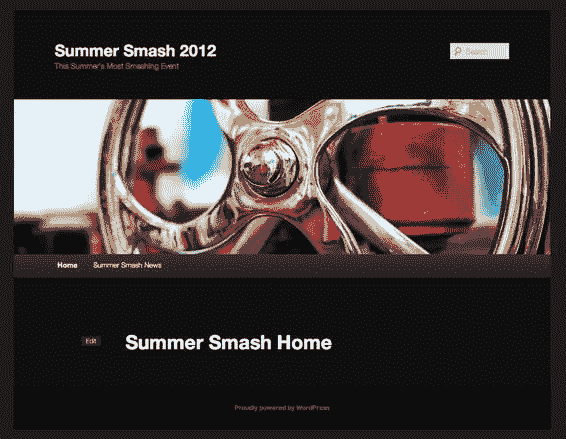 Summer Smash 2012
This Summer's Most Smashing Event
Search
Home Summer Smash News
Edit
Summer Smash Home
Proudly powered by WordPress